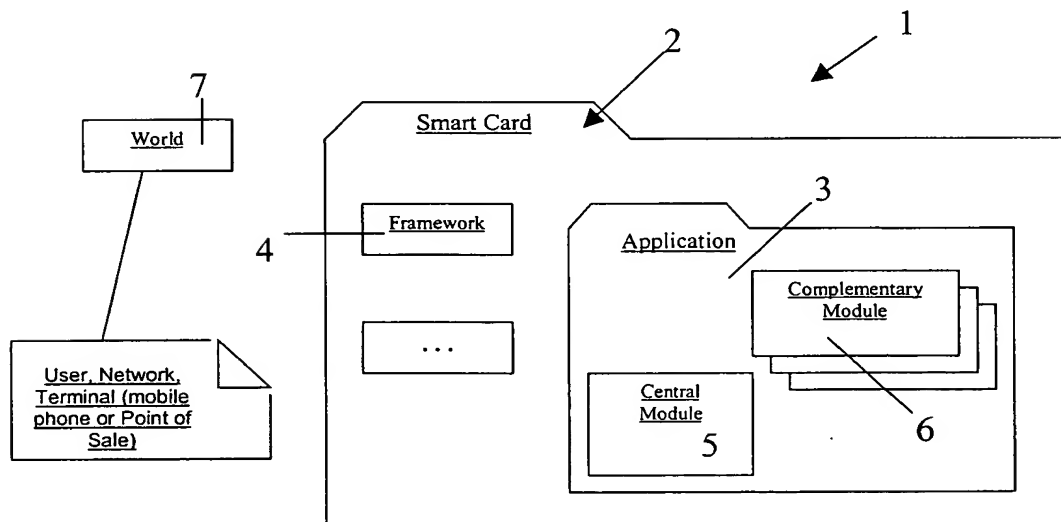 1
2
7
Smart Card
World
3
Framework
4
Application
Complementary
Module
...
User, Network,
Terminal (mobile
phone or Point of
Sale)
Central
Module
5
6